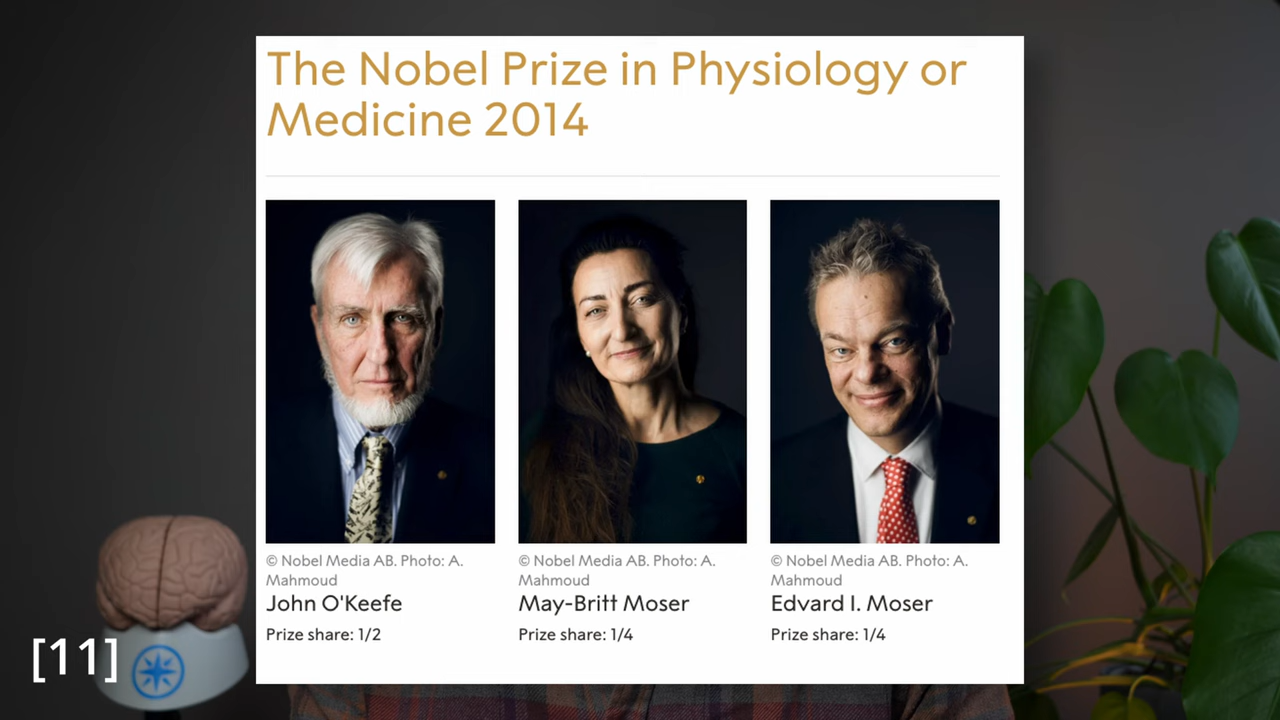 The Nobel Prize in Physiology or
Medicine 2014
© Nobel Media AB. Photo: A.
Mahmoud
John O'Keefe
Prize share: 1/2
© Nobel Media AB. Photo: A.
Mahmoud
May-Britt Moser
Prize share: 1/4
© Nobel Media AB. Photo: A.
Mahmoud
Edvard I. Moser
Prize share: 1/4
[11]